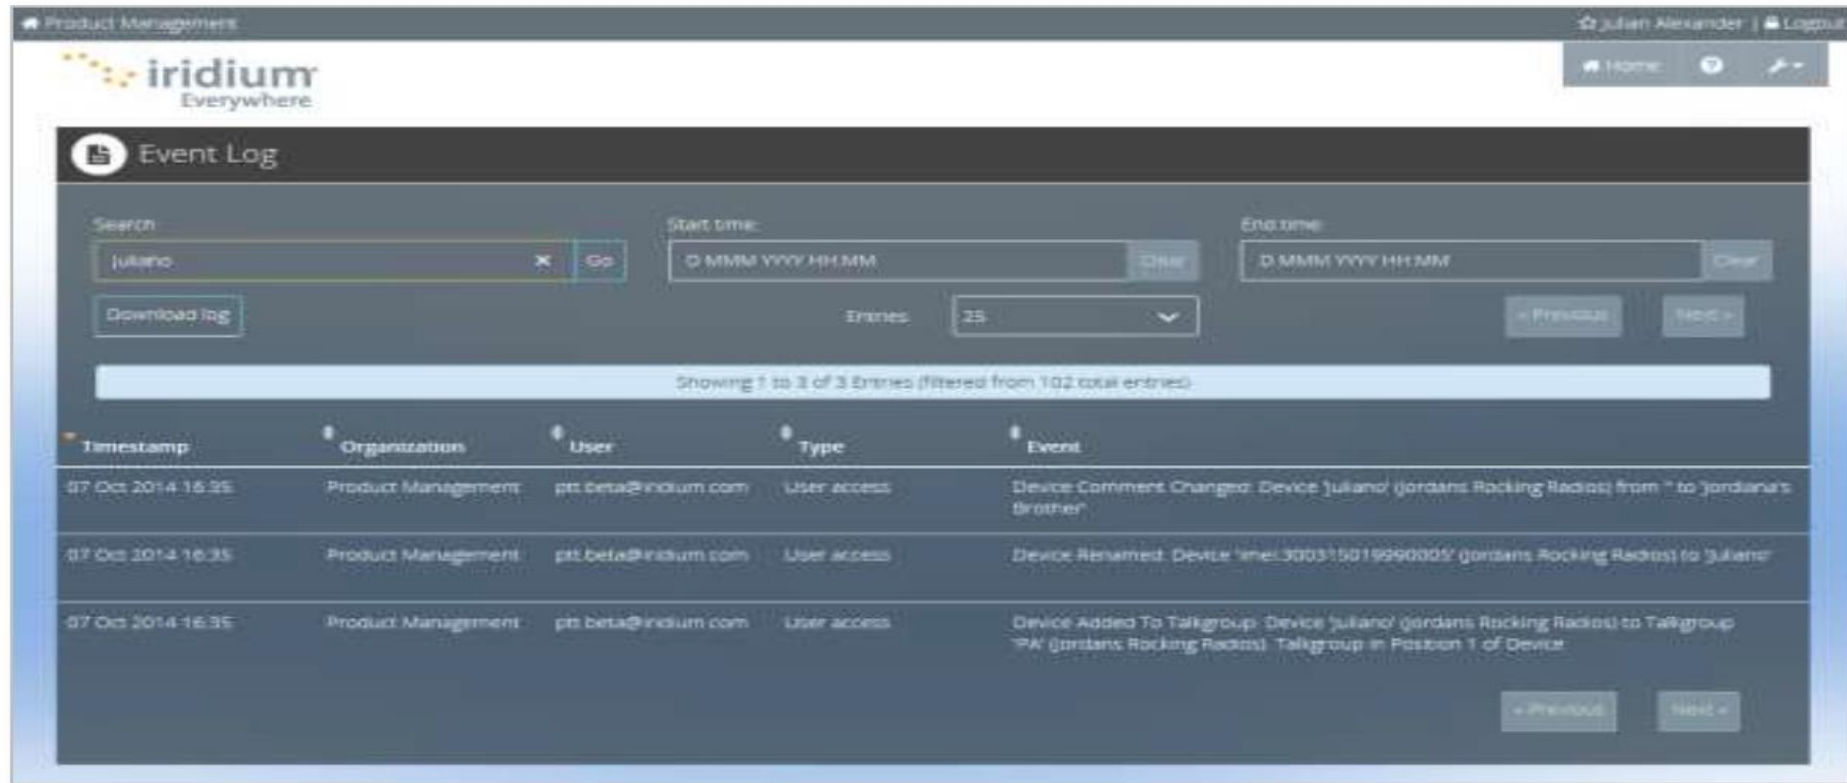 Product Management
Julian Alexander | Logout
iridium
Everywhere
Home
Event Log
Search
Start time:
End time:
Juliano
Go
D MMM YYYY HH:MM
Clear
D MMM YYYY HH:MM
Clear
Download log
Entries
25
« Previous
Next »
Showing 1 to 3 of 3 Entries (filtered from 102 total entries)
Timestamp Organization User Type Event
07 Oct 2014 16:35 Product Management ptt.beta@iridium.com User access Device Comment Changed: Device 'Juliano' (Jordans Rocking Radios) from '' to 'Jordiana's
Brother'
07 Oct 2014 16:35 Product Management ptt.beta@iridium.com User access Device Renamed: Device 'imei:300315019990005' (Jordans Rocking Radios) to 'Juliano'
07 Oct 2014 16:35 Product Management ptt.beta@iridium.com User access Device Added To Talkgroup: Device 'Juliano' (Jordans Rocking Radios) to Talkgroup
'PA' (Jordans Rocking Radios). Talkgroup in Position 1 of Device
« Previous
Next »